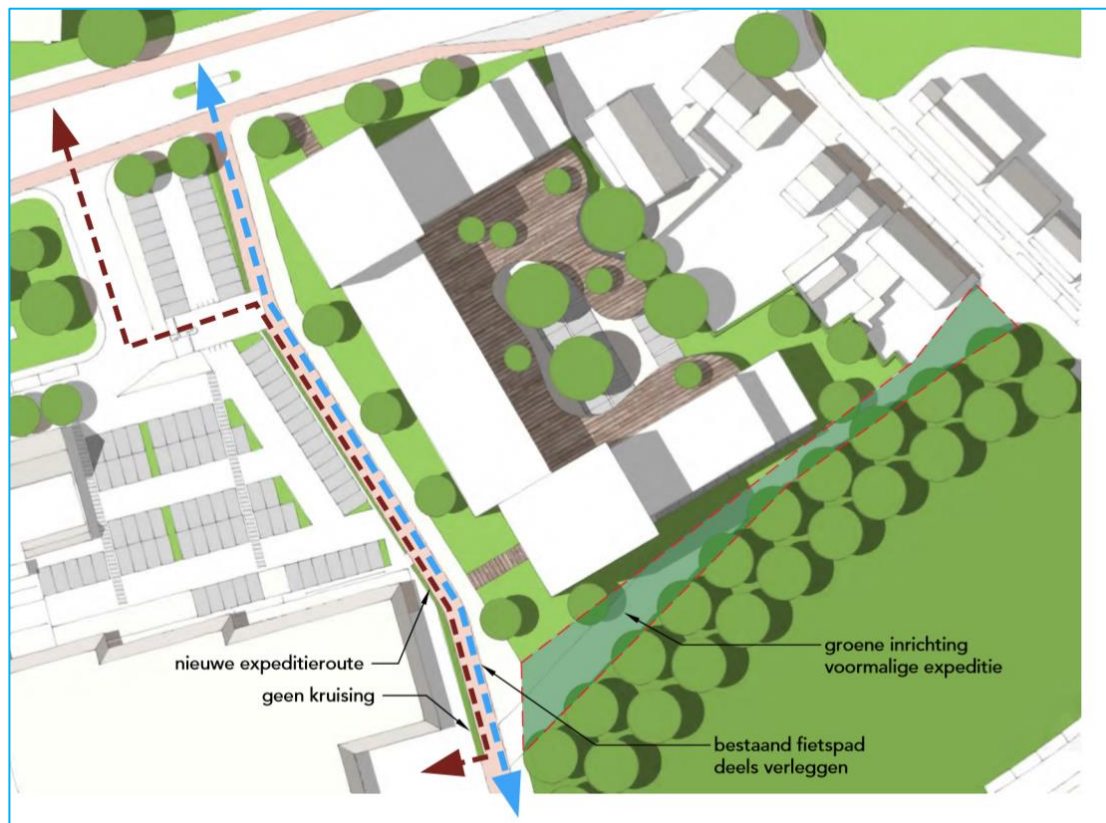 nieuwe expeditieroute
geen kruising
groene inrichting
voormalige expeditie
bestaand fietspad
deels verleggen